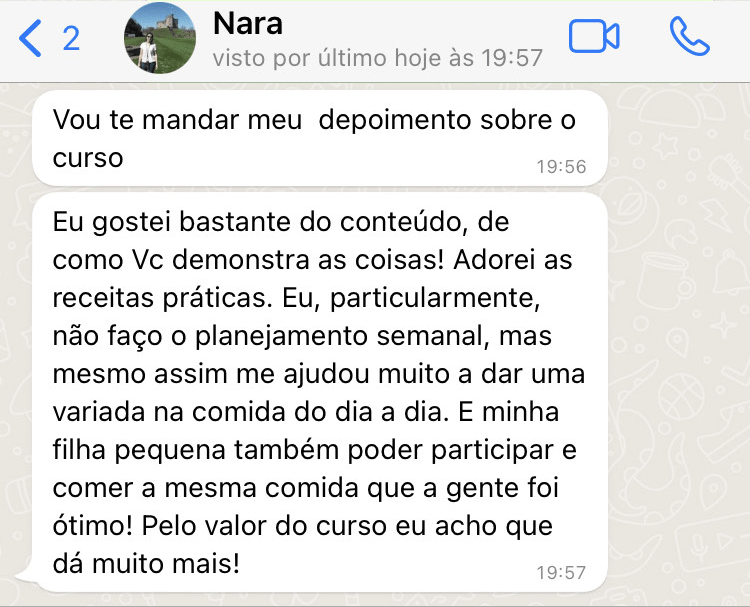 2
Nara
visto por último hoje às 19:57
Vou te mandar meu  depoimento sobre o
curso
19:56
Eu gostei bastante do conteúdo, de
como Vc demonstra as coisas! Adorei as
receitas práticas. Eu, particularmente,
não faço o planejamento semanal, mas
mesmo assim me ajudou muito a dar uma
variada na comida do dia a dia. E minha
filha pequena também poder participar e
comer a mesma comida que a gente foi
ótimo! Pelo valor do curso eu acho que
dá muito mais!
19:57